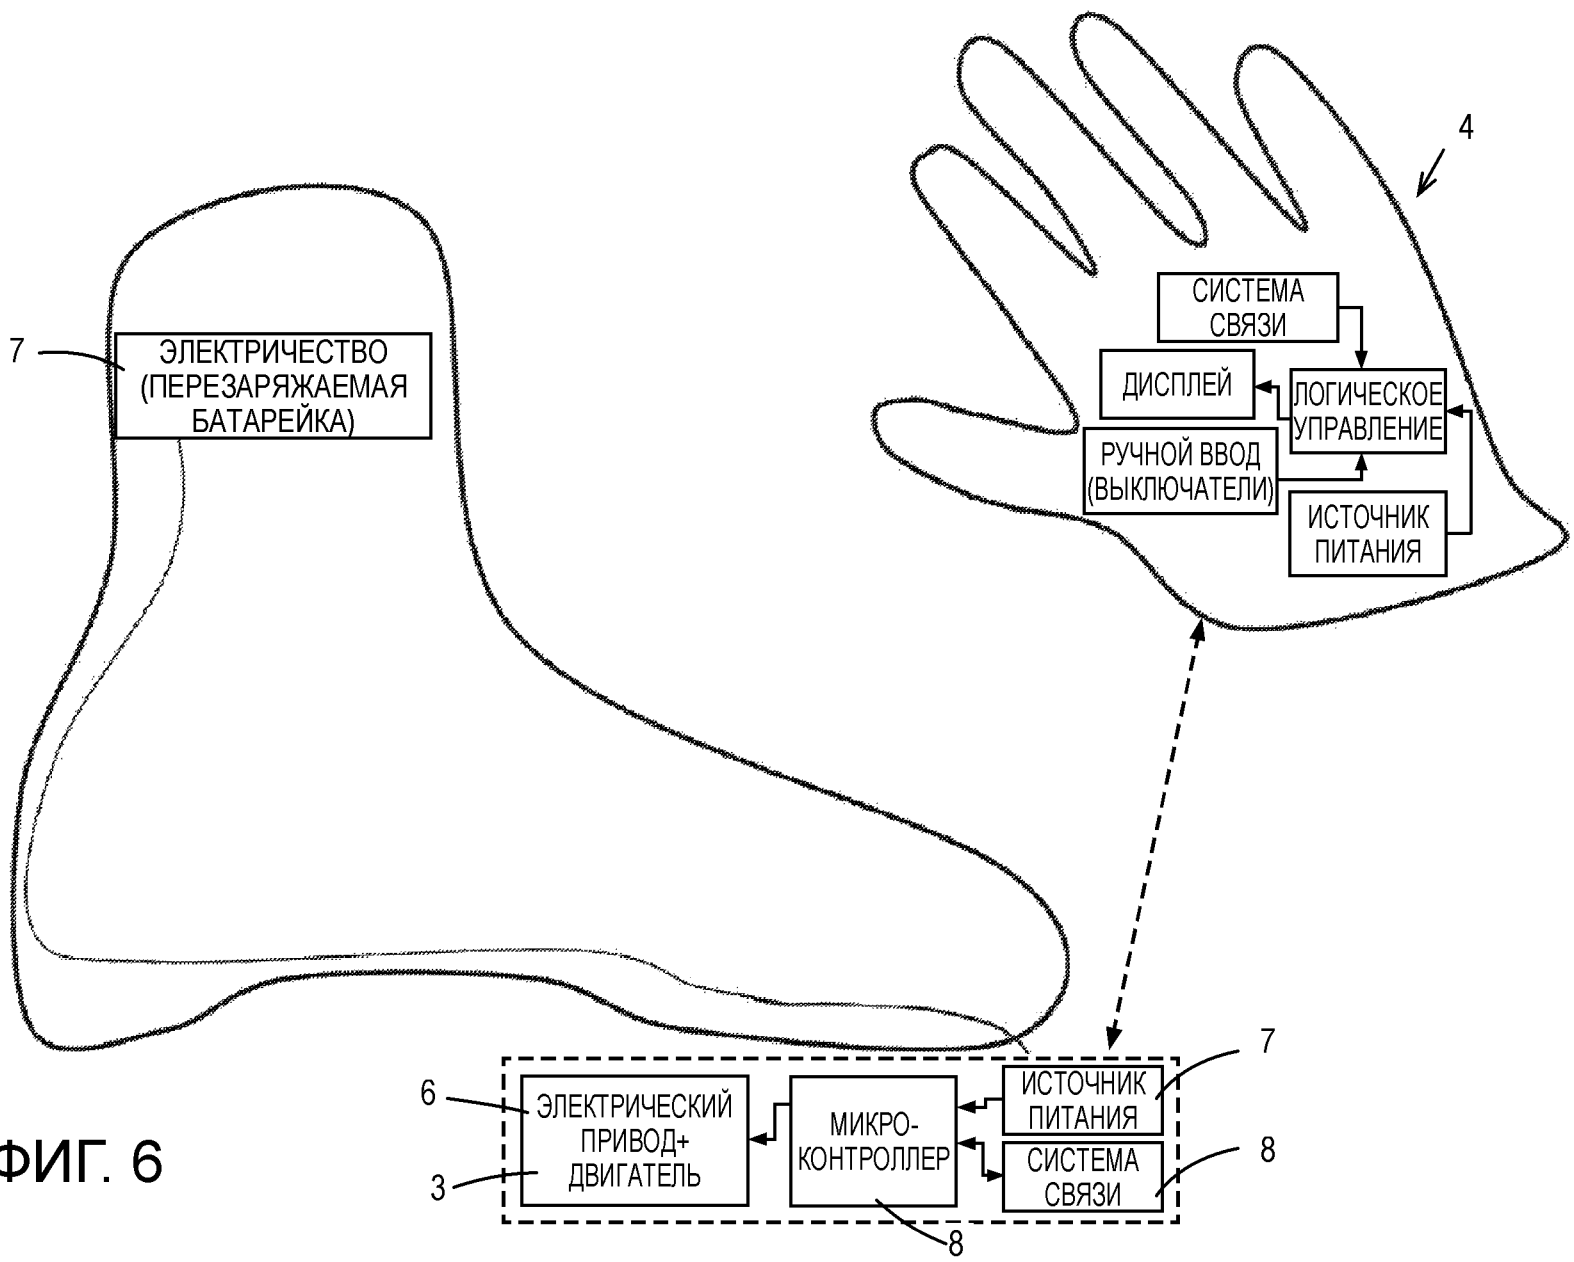 4
СИСТЕМА
СВЯЗИ
7
ЭЛЕКТРИЧЕСТВО
(ПЕРЕЗАРЯЖАЕМАЯ
БАТАРЕЙКА)
ДИСПЛЕЙ
ЛОГИЧЕСКОЕ
УПРАВЛЕНИЕ
РУЧНОЙ ВВОД
(ВЫКЛЮЧАТЕЛИ)
ИСТОЧНИК
ПИТАНИЯ
7
6
ЭЛЕКТРИЧЕСКИЙ
ПРИВОД+
ДВИГАТЕЛЬ
3
МИКРО-
КОНТРОЛЛЕР
8
ИСТОЧНИК
ПИТАНИЯ
СИСТЕМА
СВЯЗИ
8
ФИГ. 6